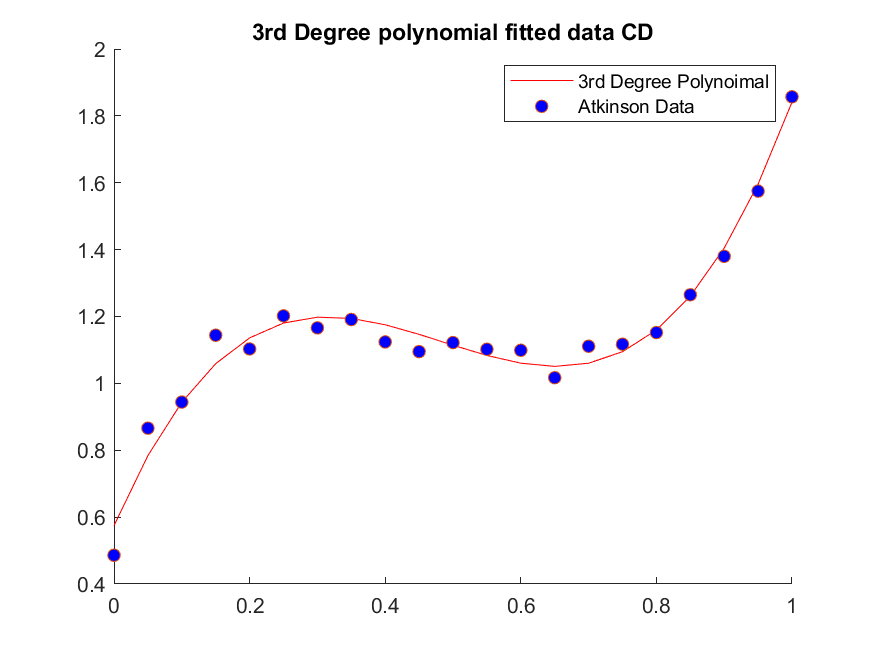 3rd Degree polynomial fitted data CD
3rd Degree Polynoimal
Atkinson Data
2
1.8
1.6
1.4
1.2
1
0.8
0.6
0.4
0 0.2 0.4 0.6 0.8 1